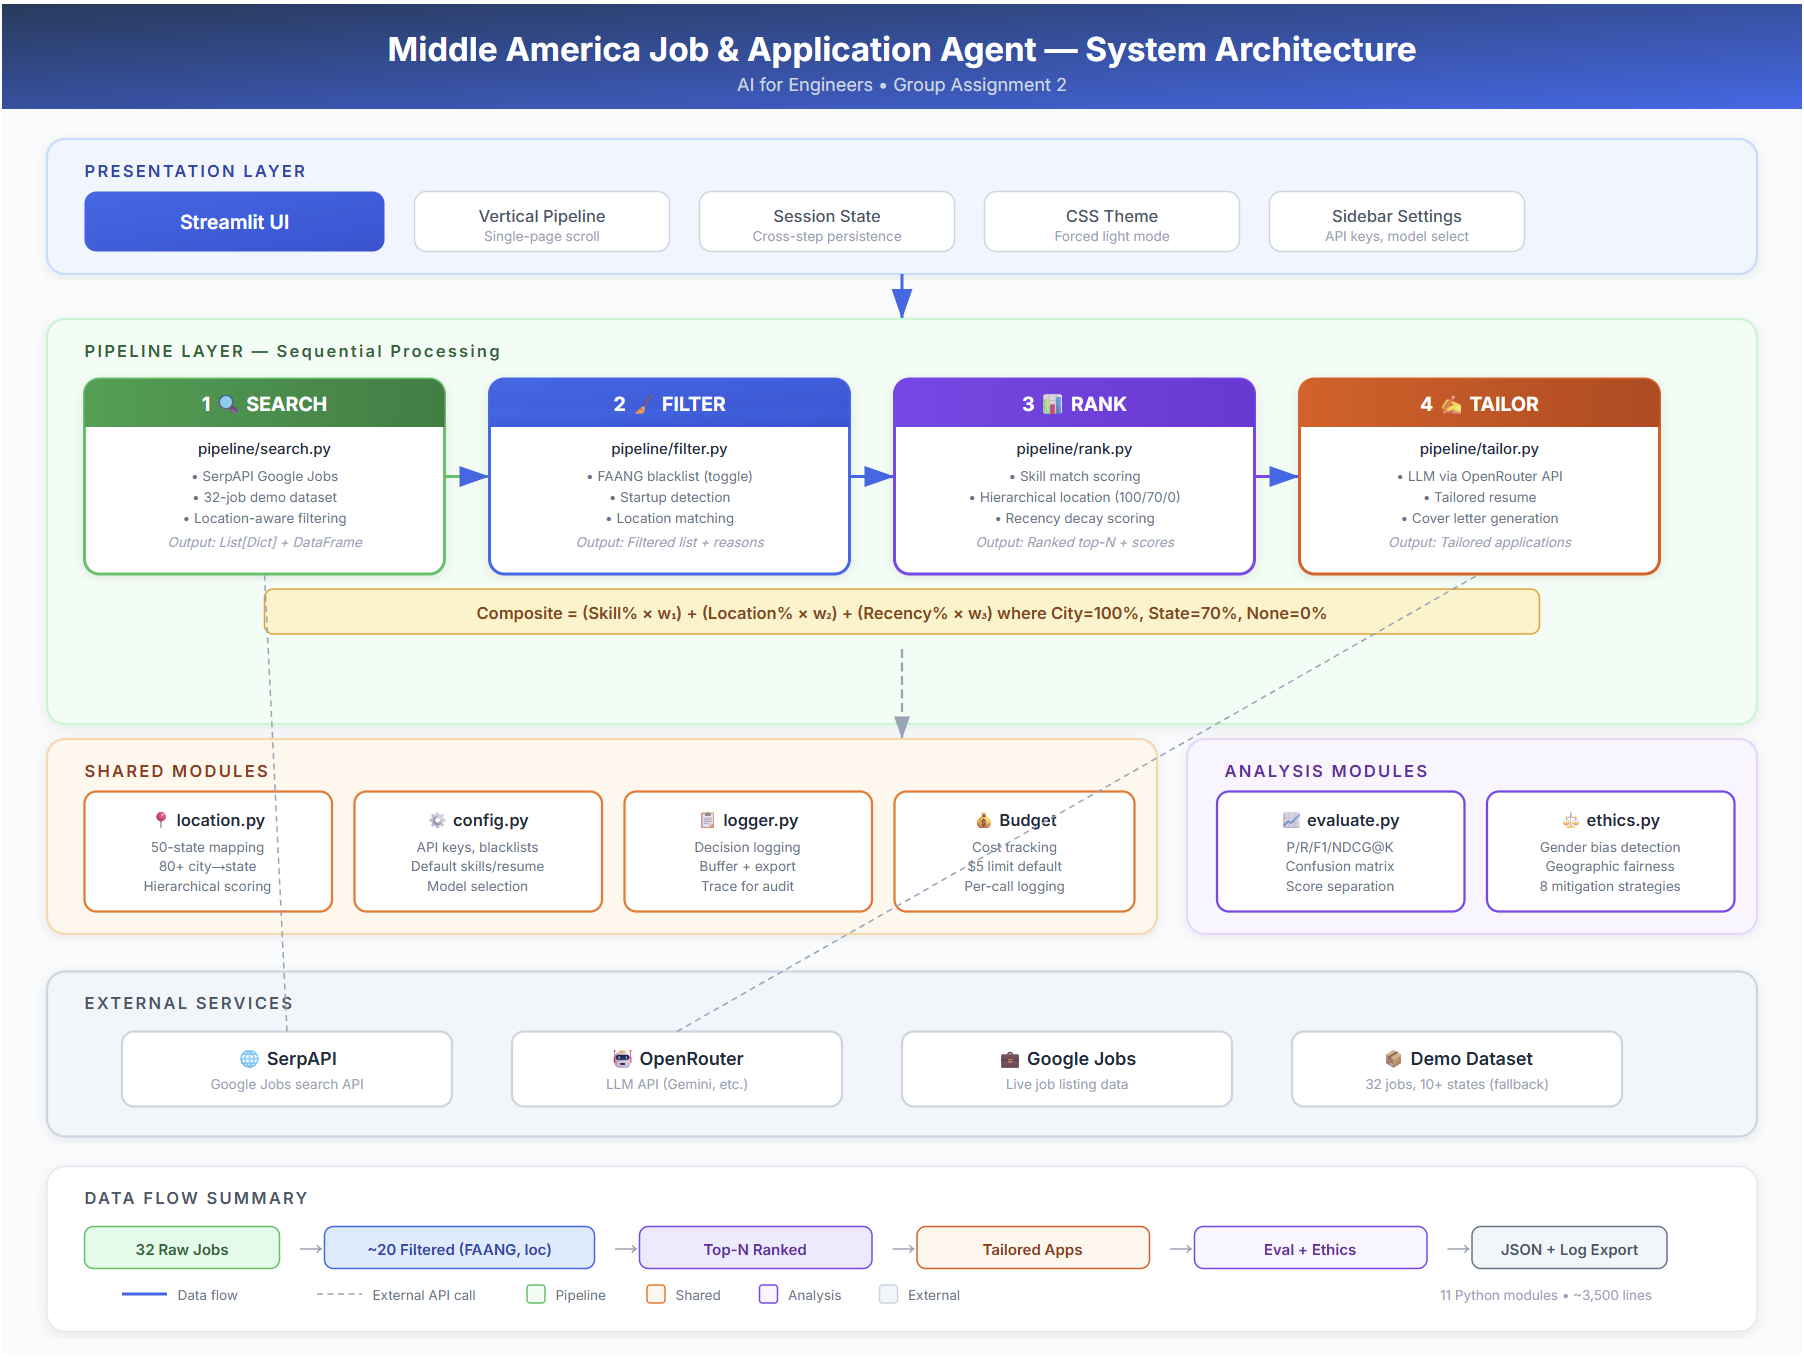 Middle America Job & Application Agent — System Architecture
AI for Engineers • Group Assignment 2
PRESENTATION LAYER
Streamlit UI
Vertical Pipeline
Single-page scroll
Session State
Cross-step persistence
CSS Theme
Forced light mode
Sidebar Settings
API keys, model select
PIPELINE LAYER — Sequential Processing
1 🔍 SEARCH
pipeline/search.py
• SerpAPI Google Jobs
• 32-job demo dataset
• Location-aware filtering
Output: List[Dict] + DataFrame
2 🧹 FILTER
pipeline/filter.py
• FAANG blacklist (toggle)
• Startup detection
• Location matching
Output: Filtered list + reasons
3 📊 RANK
pipeline/rank.py
• Skill match scoring
• Hierarchical location (100/70/0)
• Recency decay scoring
Output: Ranked top-N + scores
4 ✍️ TAILOR
pipeline/tailor.py
• LLM via OpenRouter API
• Tailored resume
• Cover letter generation
Output: Tailored applications
Composite = (Skill% × w₁) + (Location% × w₂) + (Recency% × w₃) where City=100%, State=70%, None=0%
SHARED MODULES
📍 location.py
50-state mapping
80+ city→state
Hierarchical scoring
⚙️ config.py
API keys, blacklists
Default skills/resume
Model selection
📋 logger.py
Decision logging
Buffer + export
Trace for audit
💰 Budget
Cost tracking
$5 limit default
Per-call logging
ANALYSIS MODULES
📈 evaluate.py
P/R/F1/NDCG@K
Confusion matrix
Score separation
⚖️ ethics.py
Gender bias detection
Geographic fairness
8 mitigation strategies
EXTERNAL SERVICES
🌐 SerpAPI
Google Jobs search API
🤖 OpenRouter
LLM API (Gemini, etc.)
💼 Google Jobs
Live job listing data
📦 Demo Dataset
32 jobs, 10+ states (fallback)
DATA FLOW SUMMARY
32 Raw Jobs → ~20 Filtered (FAANG, loc) → Top-N Ranked → Tailored Apps → Eval + Ethics → JSON + Log Export
Data flow
External API call
Pipeline
Shared
Analysis
External
11 Python modules • ~3,500 lines